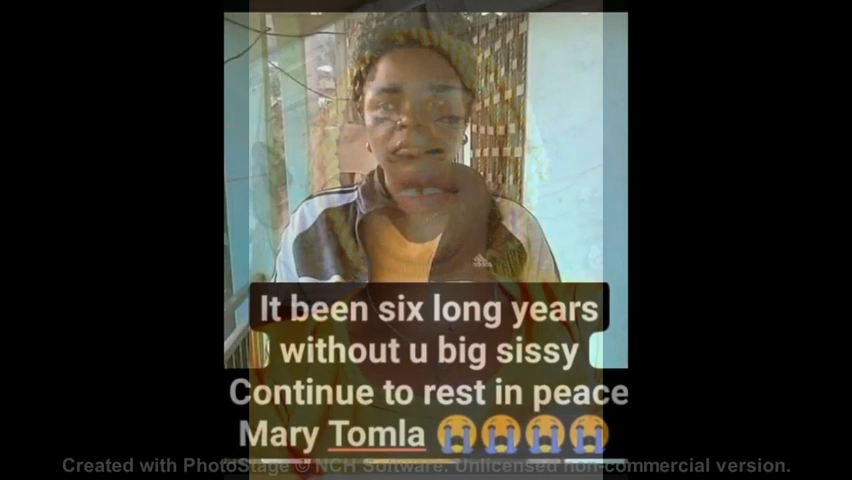 It been six long years
without u big sissy
Continue to rest in peace
Mary Tomla 😭😭😭😭
Created with PhotoStage © NCH Software. Unlicensed non-commercial version.